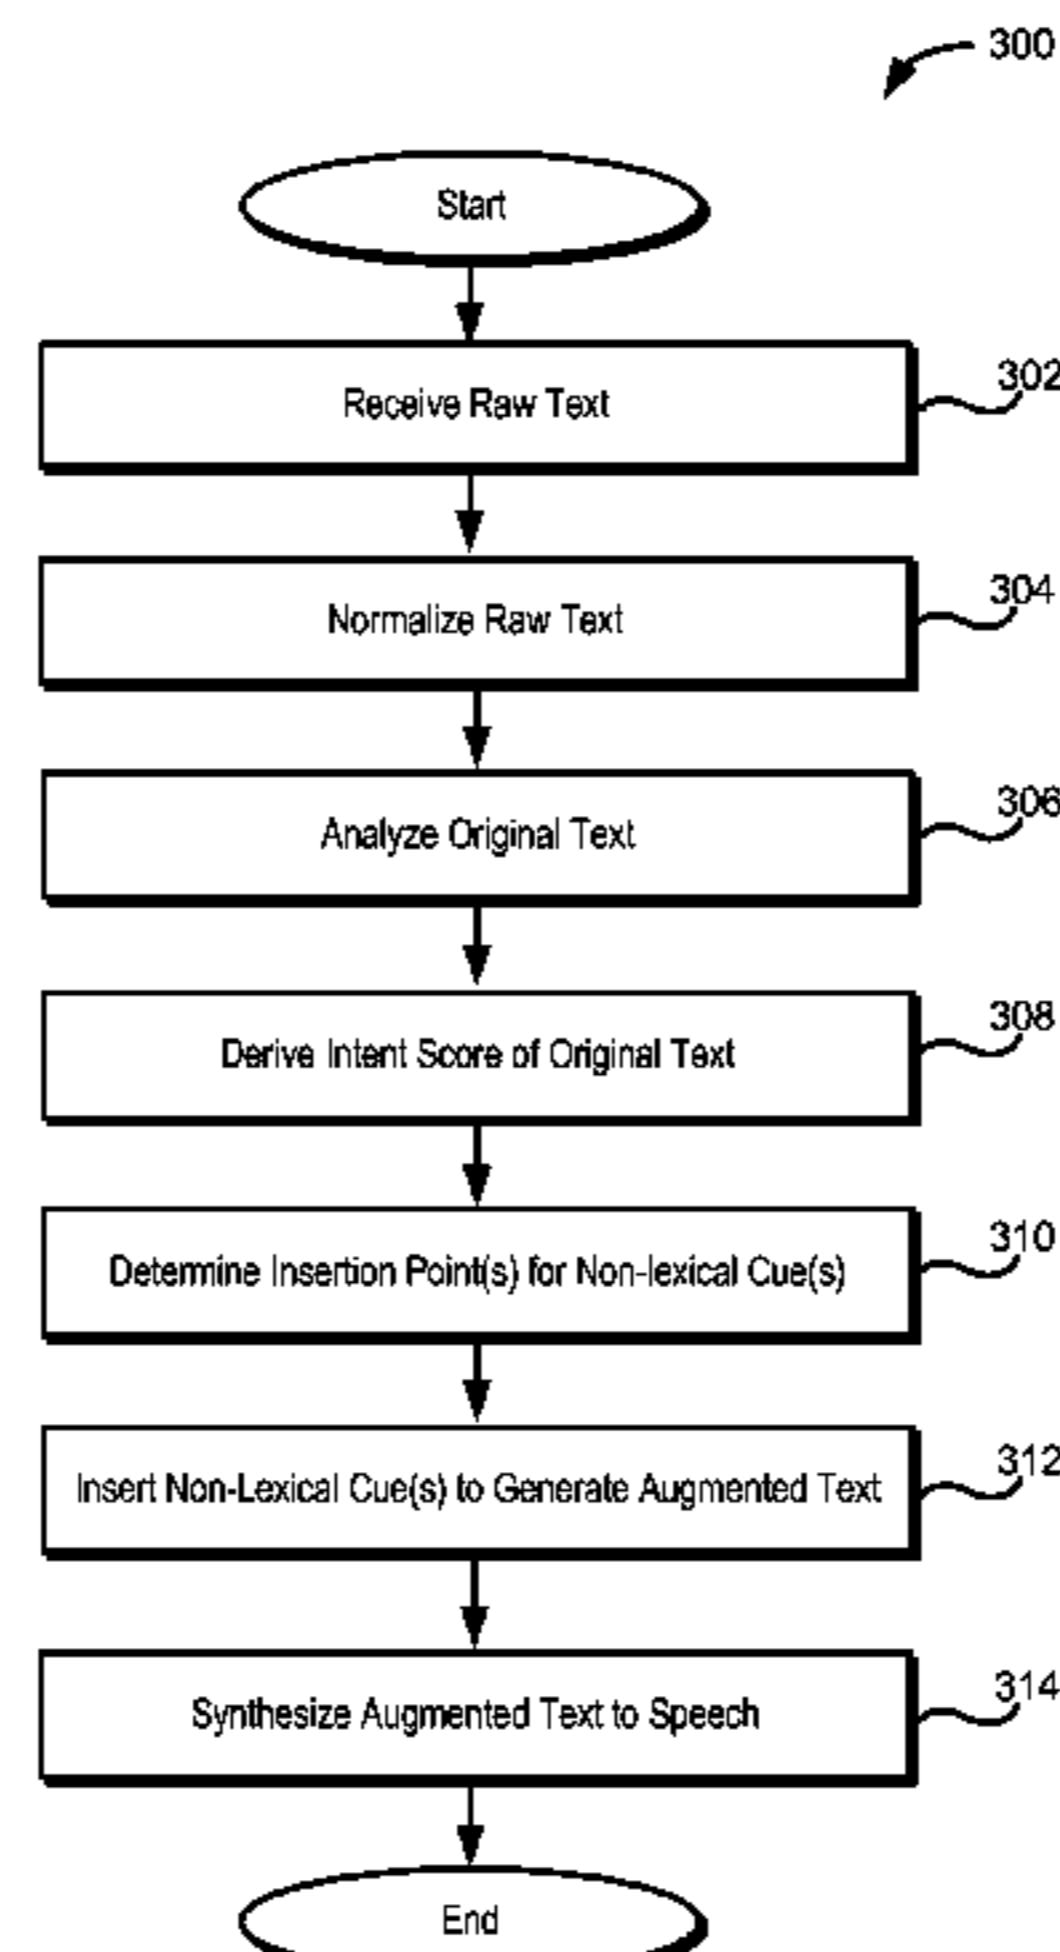 300
Start
Receive Raw Text
302
Normalize Raw Text
304
Analyze Original Text
306
Derive Intent Score of Original Text
308
Determine Insertion Point(s) for Non-lexical Cue(s)
310
Insert Non-Lexical Cue(s) to Generate Augmented Text
312
Synthesize Augmented Text to Speech
314
End